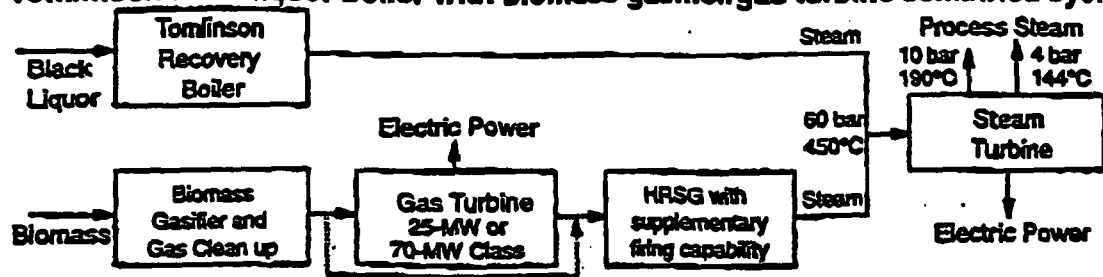 Tomlinson
Recovery
Boiler
Black
Liquor
Steam
Process Steam
10 bar
190°C
4 bar
144°C
Electric Power
60 bar
450°C
Steam
Turbine
Biomass
Biomass
Gasifier and
Gas Clean up
Gas Turbine
25-MW or
70-MW Class
HRSG with
supplementary
firing capability
Steam
Electric Power